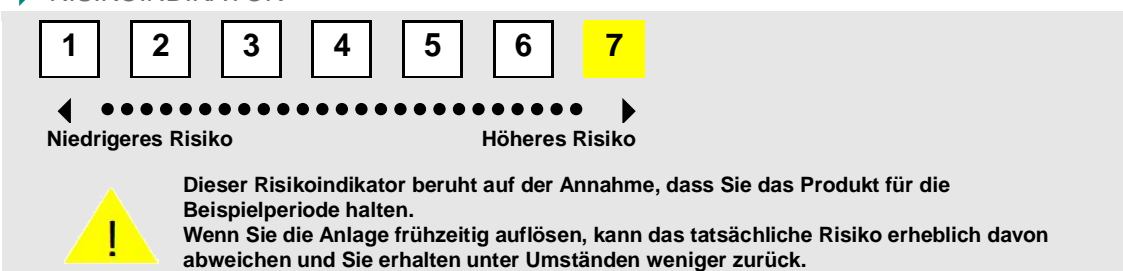 1 2 3 4 5 6 7
Niedrigeres Risiko Höheres Risiko
Dieser Risikoindikator beruht auf der Annahme, dass Sie das Produkt für die
Beispielperiode halten.
!
Wenn Sie die Anlage frühzeitig auflösen, kann das tatsächliche Risiko erheblich davon
abweichen und Sie erhalten unter Umständen weniger zurück.